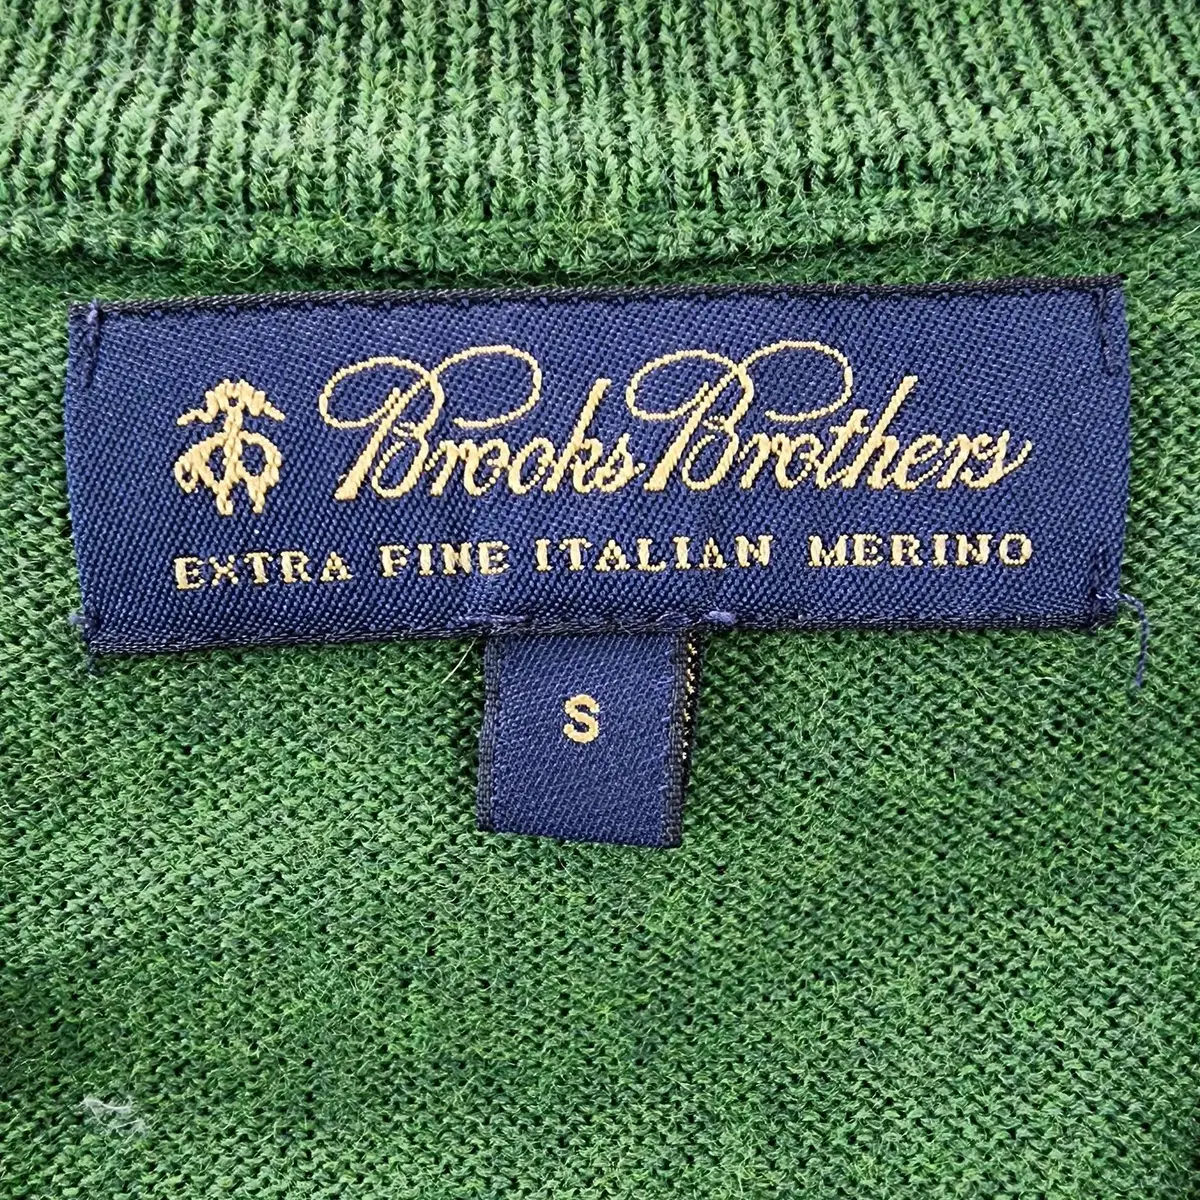 Brooks Brothers
EXTRA FINE ITALIAN MERINO
S